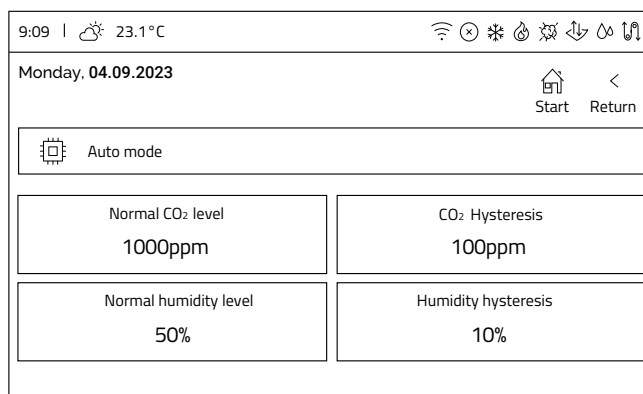 9:09 | 23.1°C
Monday, 04.09.2023
Start Return
Auto mode
Normal CO₂ level
1000ppm
CO₂ Hysteresis
100ppm
Normal humidity level
50%
Humidity hysteresis
10%